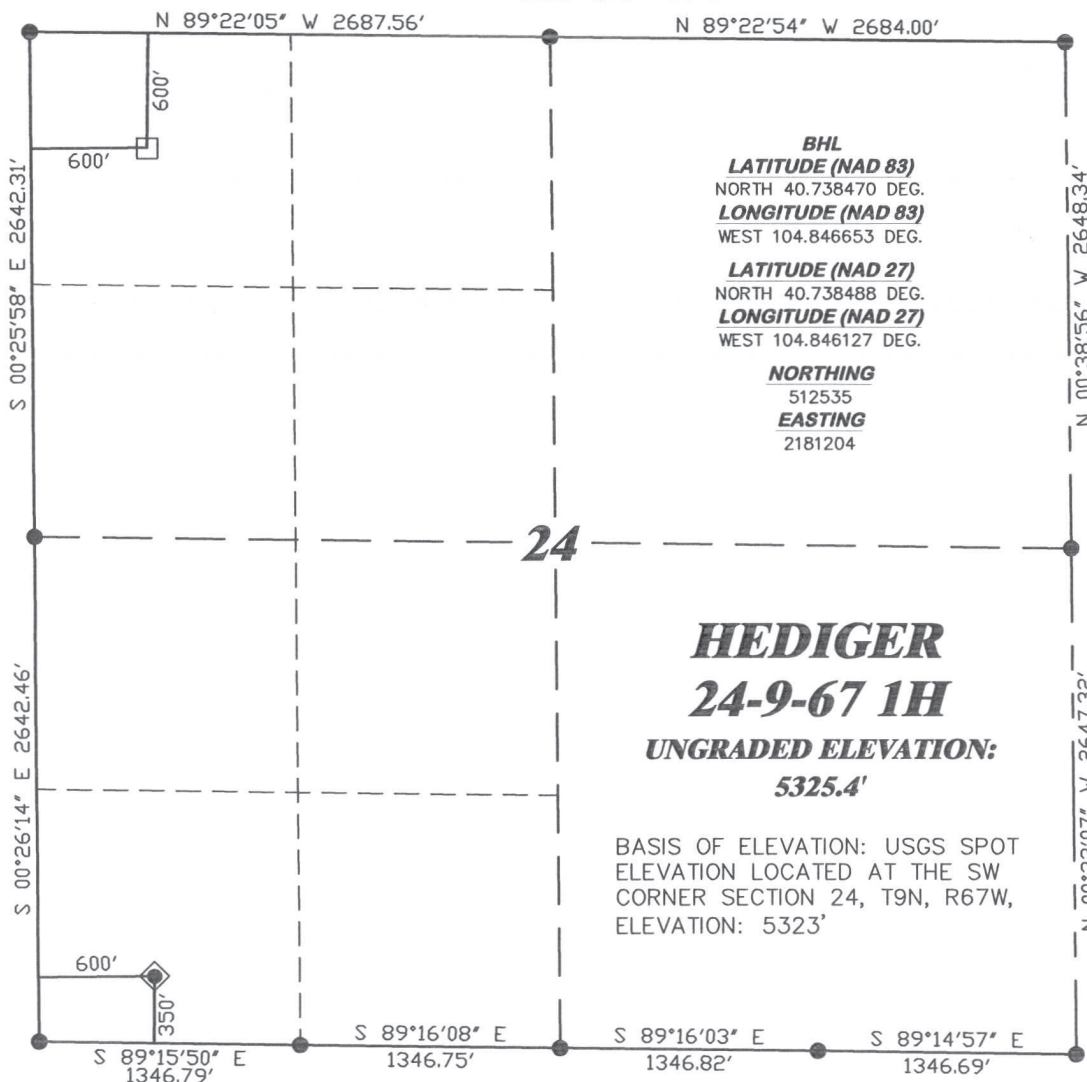 N 89°22'05" W 2687.56'
N 89°22'54" W 2684.00'
600'
600'
S 00°25'58" E 2642.31'
BHL
LATITUDE (NAD 83)
NORTH 40.738470 DEG.
LONGITUDE (NAD 83)
WEST 104.846653 DEG.
LATITUDE (NAD 27)
NORTH 40.738488 DEG.
LONGITUDE (NAD 27)
WEST 104.846127 DEG.
NORTHING
512535
EASTING
2181204
N 00°38'56" W 2648.34'
24
HEDIGER
24-9-67 1H
UNGRADED ELEVATION:
5325.4'
BASIS OF ELEVATION: USGS SPOT
ELEVATION LOCATED AT THE SW
CORNER SECTION 24, T9N, R67W,
ELEVATION: 5323'
S 00°26'14" E 2642.46'
W 2647.32'
600'
350'
S 89°15'50" E
1346.79'
S 89°16'08" E
1346.75'
S 89°16'03" E
1346.82'
S 89°14'57" E
1346.69'